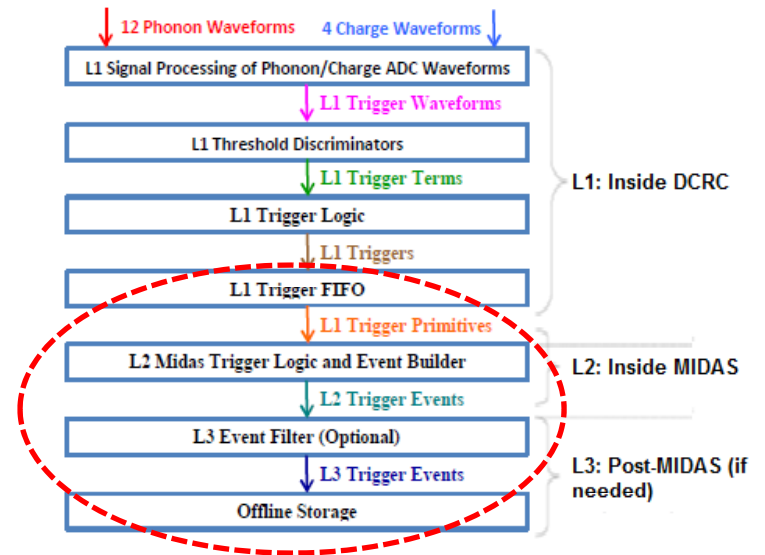 12 Phonon Waveforms
4 Charge Waveforms
L1 Signal Processing of Phonon/Charge ADC Waveforms
L1 Trigger Waveforms
L1 Threshold Discriminators
L1 Trigger Terms
L1: Inside DCRC
L1 Trigger Logic
L1 Triggers
L1 Trigger FIFO
L1 Trigger Primitives
L2 Midas Trigger Logic and Event Builder
L2: Inside MIDAS
L2 Trigger Events
L3 Event Filter (Optional)
L3 Trigger Events
L3: Post-MIDAS (if
needed)
Offline Storage